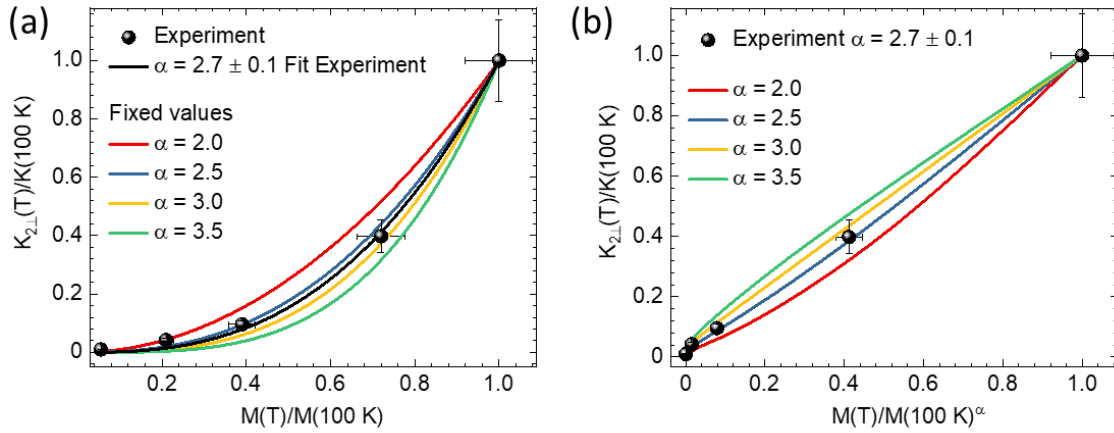 (a)
Experiment
α = 2.7 ± 0.1 Fit Experiment
Fixed values
α = 2.0
α = 2.5
α = 3.0
α = 3.5
K2⊥(T)/K(100 K)
1.0
0.8
0.6
0.4
0.2
0
0.2 0.4 0.6 0.8 1.0
M(T)/M(100 K)
(b)
Experiment α = 2.7 ± 0.1
α = 2.0
α = 2.5
α = 3.0
α = 3.5
K2⊥(T)/K(100 K)
1.0
0.8
0.6
0.4
0.2
0
0 0.2 0.4 0.6 0.8 1.0
M(T)/M(100 K)^α